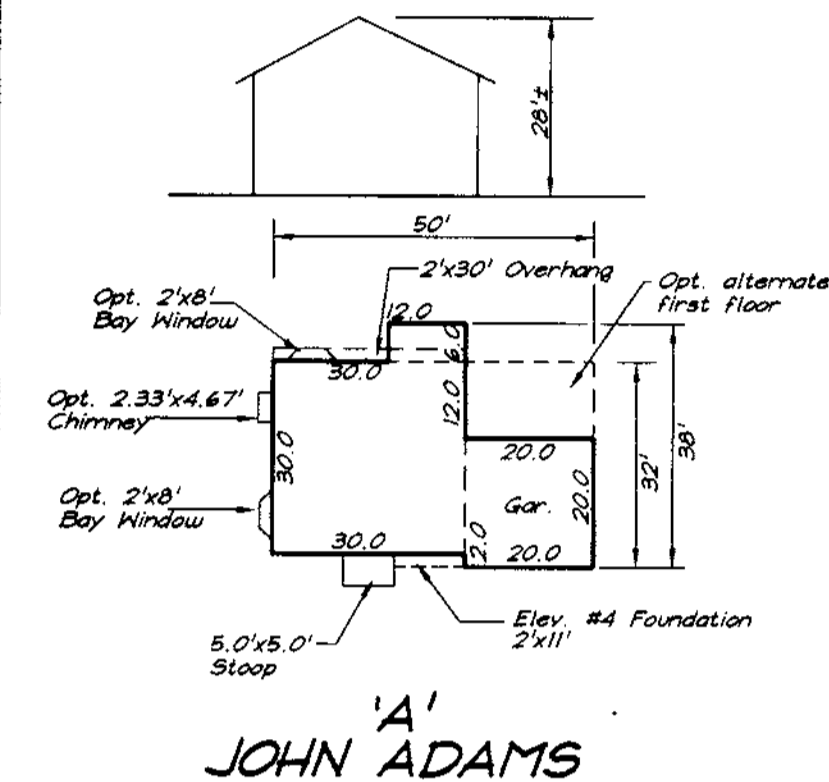 28'±
50'
2'x30' Overhang
Opt. alternate
first floor
Opt. 2'x8'
Bay Window
12.0
6.0
30.0
Opt. 2.33'x4.67'
Chimney
12.0
30.0
20.0
38'
32'
Opt. 2'x8'
Bay Window
Gar.
20.0
30.0
2.0
20.0
Elev. #4 Foundation
2'x11'
5.0'x5.0'
Stoop
'A'
JOHN ADAMS